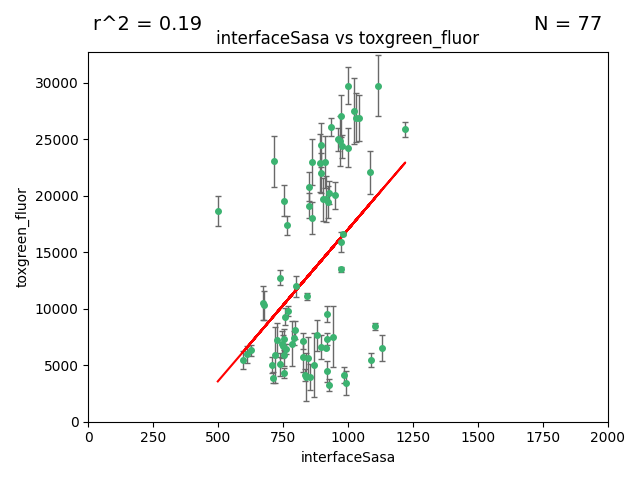 r^2 = 0.19
N = 77
interfaceSasa vs toxgreen_fluor
30000
25000
20000
15000
10000
5000
0
toxgreen_fluor
0 250 500 750 1000 1250 1500 1750 2000
interfaceSasa